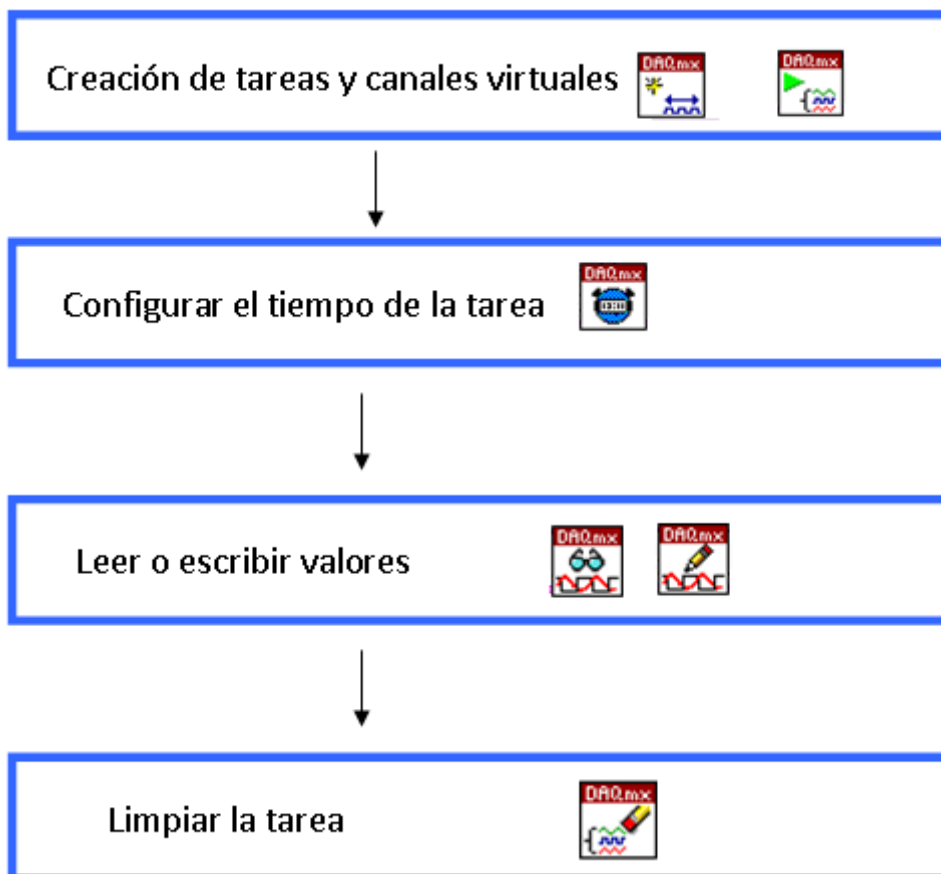 Creación de tareas y canales virtuales
DAQmx
DAQmx
Configurar el tiempo de la tarea
DAQmx
Leer o escribir valores
DAQmx
DAQmx
Limpiar la tarea
DAQmx